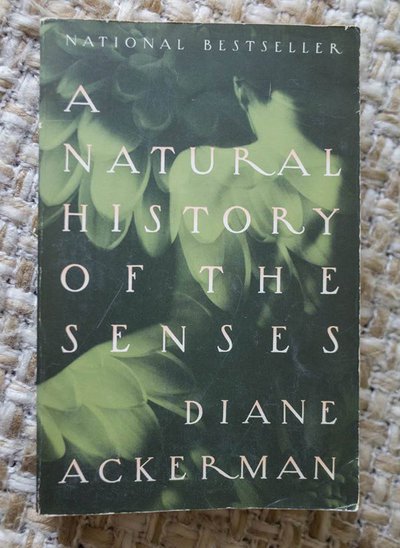 NATIONAL BESTSELLER
A
NATURAL
HISTORY
OF THE
SENSES
DIANE
ACKERMAN